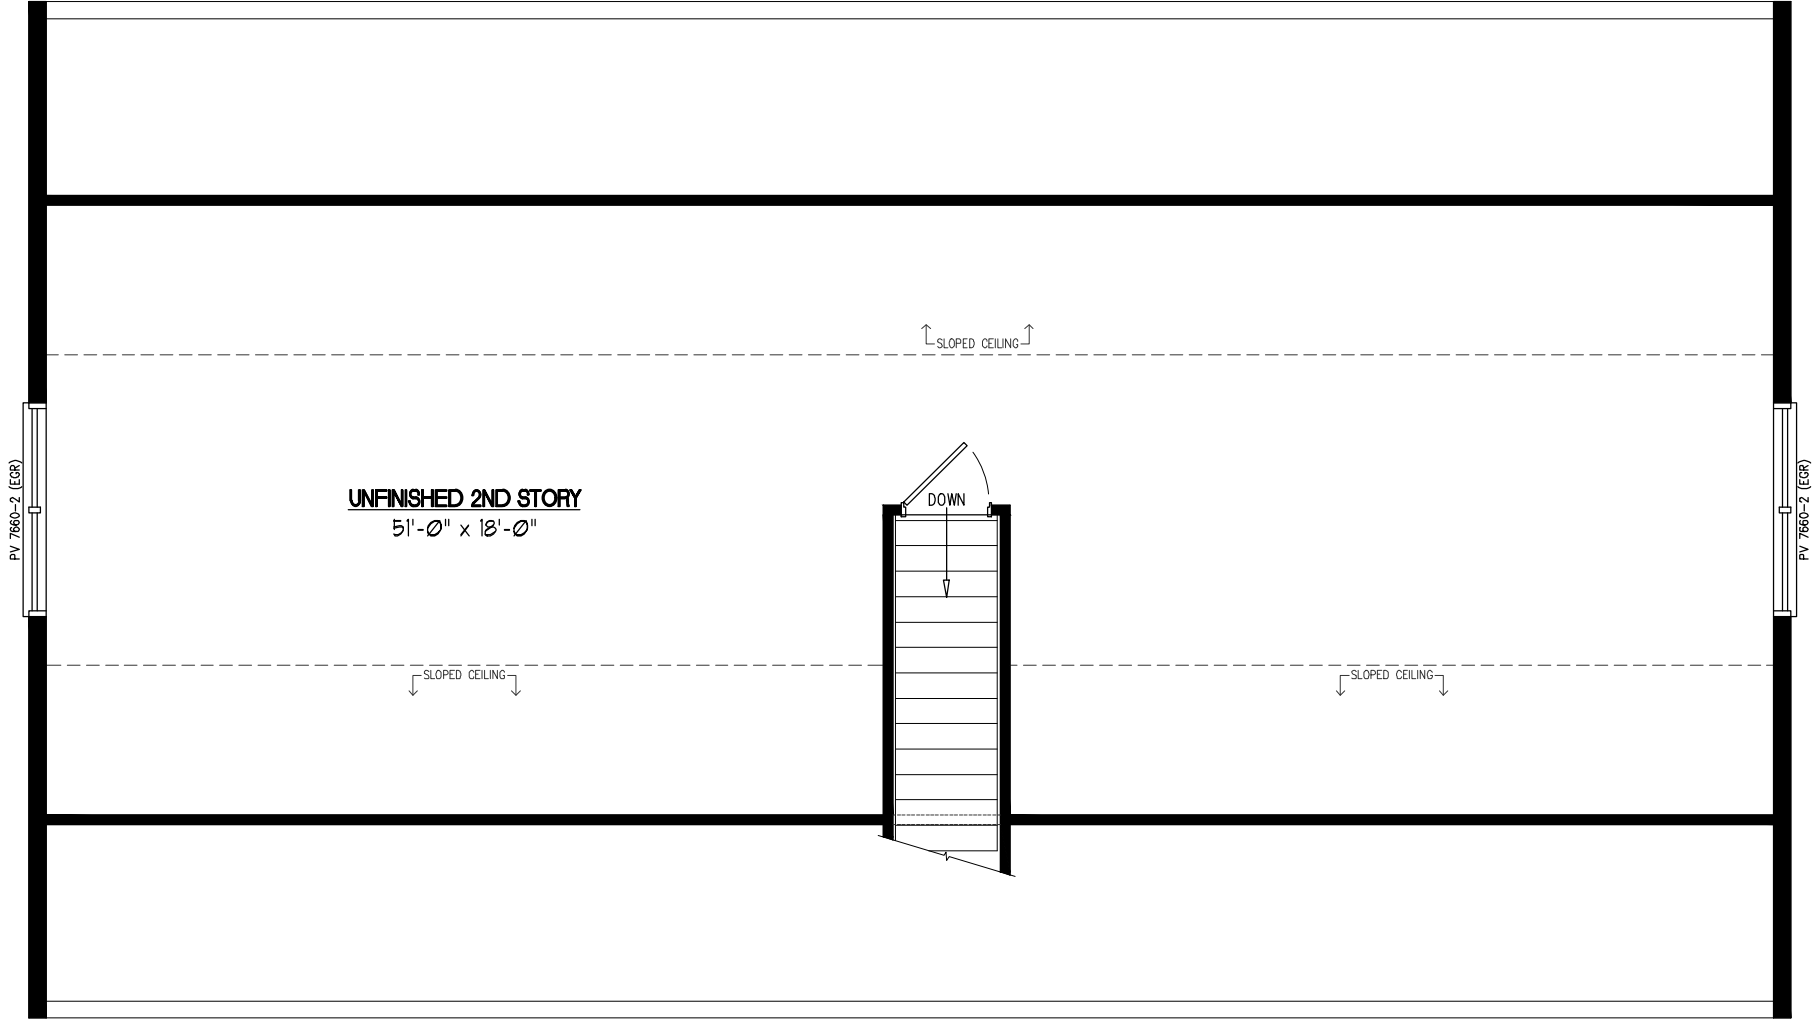 SLOPED CEILING
PV 7660-2 (EGR)
UNFINISHED 2ND STORY
51'-0" x 18'-0"
DOWN
PV 7660-2 (EGR)
SLOPED CEILING
SLOPED CEILING